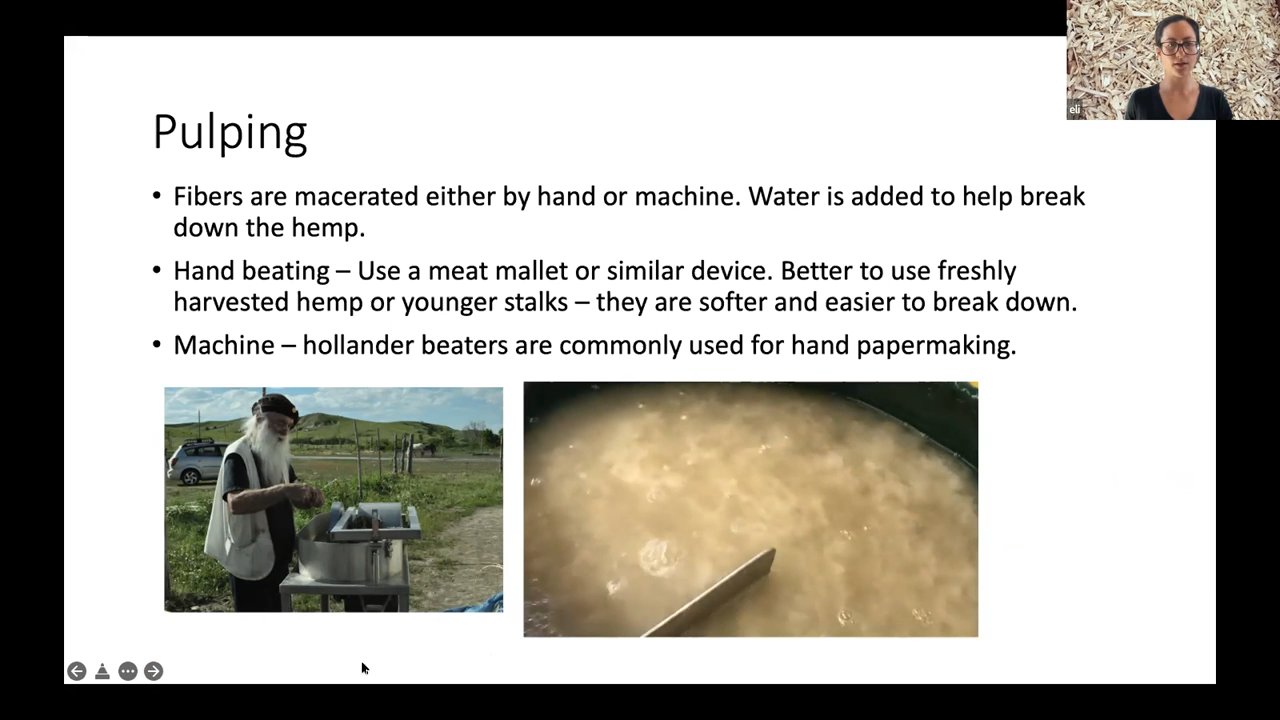 eli
Pulping
• Fibers are macerated either by hand or machine. Water is added to help break
down the hemp.
• Hand beating – Use a meat mallet or similar device. Better to use freshly
harvested hemp or younger stalks – they are softer and easier to break down.
• Machine – hollander beaters are commonly used for hand papermaking.